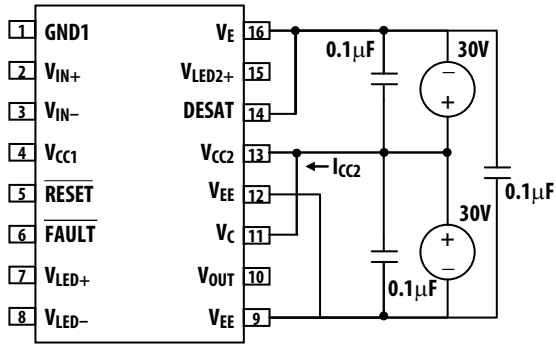 1 GND1 VE 16
2 VIN+ VLED2+ 15
3 VIN– DESAT 14
4 VCC1 VCC2 13
5 RESET VEE 12
6 FAULT VC 11
7 VLED+ VOUT 10
8 VLED– VEE 9
0.1μF
30V
–
+
ICC2
0.1μF
30V
+
–
0.1μF